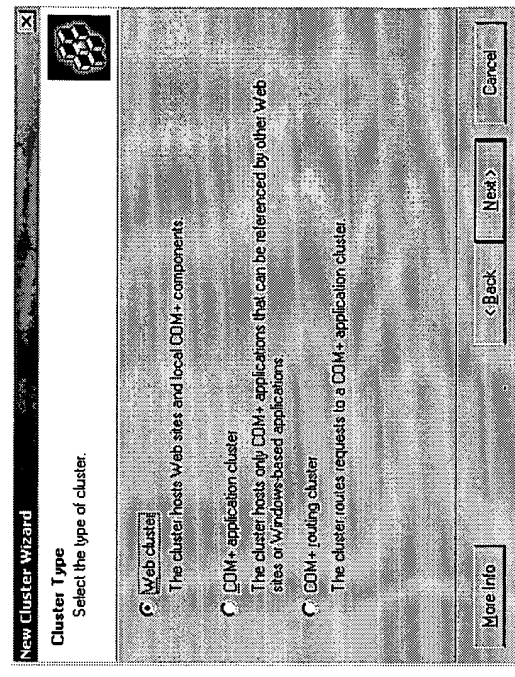 New Cluster Wizard
Cluster Type
Select the type of cluster.
Web cluster
The cluster hosts Web sites and local COM+ components.
COM+ application cluster
The cluster hosts only COM+ applications that can be referenced by other Web
sites or Windows-based applications.
COM+ routing cluster
The cluster routes requests to a COM+ application cluster.
More Info
< Back
Next >
Cancel